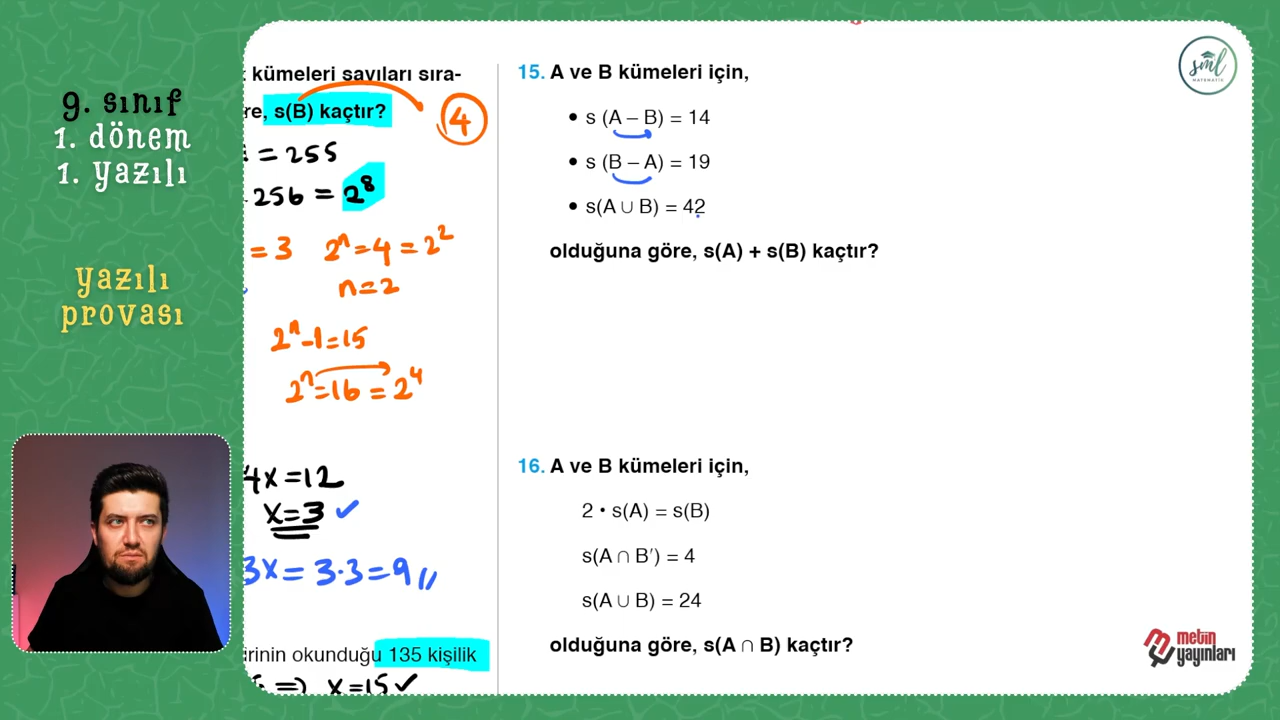 9. sınıf
1. dönem
1. yazılı
yazılı
provası
kümeleri sayıları sıra-
re, s(B) kaçtır?
4
= 255
256 = 2⁸
= 3
2ⁿ = 4 = 2²
n = 2
2ⁿ - 1 = 15
2ⁿ = 16 = 2⁴
4x = 12
x = 3 ✓
3x = 3·3 = 9 //
irinin okunduğu 135 kişilik
⇒ x = 15 ✓
15. A ve B kümeleri için,
• s (A – B) = 14
• s (B – A) = 19
• s(A ∪ B) = 42
olduğuna göre, s(A) + s(B) kaçtır?
16. A ve B kümeleri için,
2 • s(A) = s(B)
s(A ∩ B′) = 4
s(A ∪ B) = 24
olduğuna göre, s(A ∩ B) kaçtır?
sml
MATEMATİK
metin
yayınları